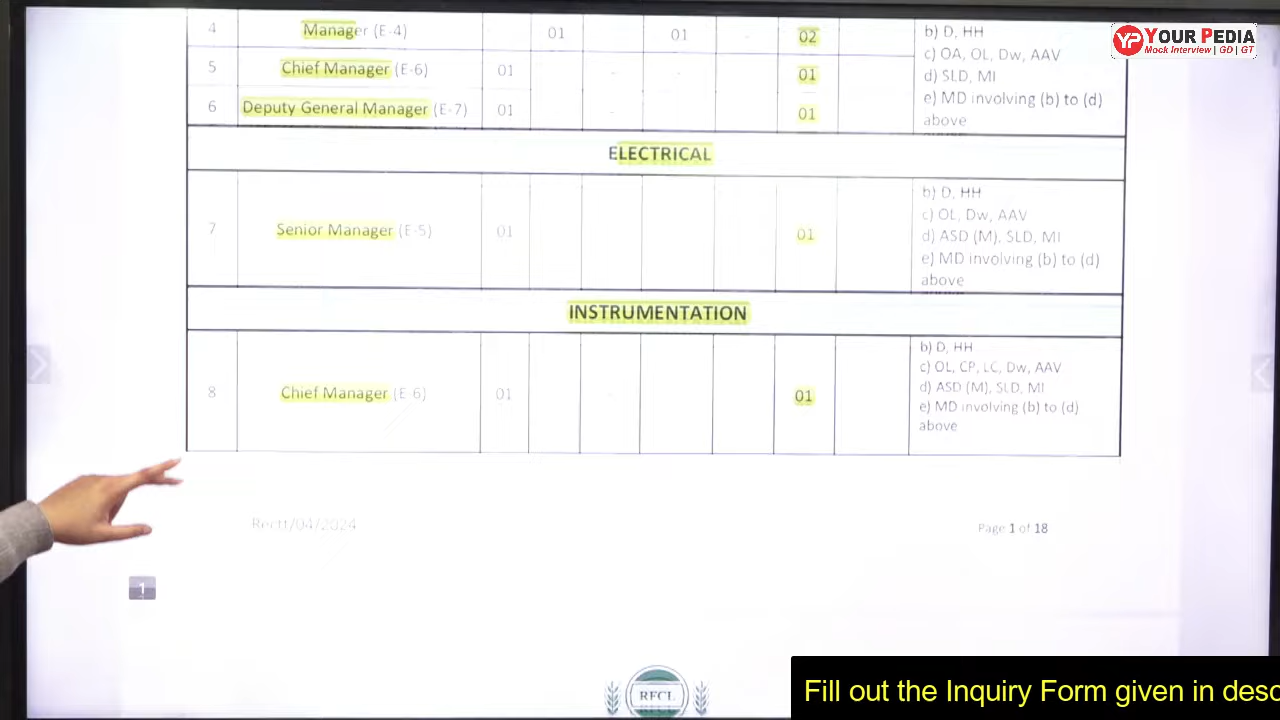 4 Manager (E-4) 01 01 - 02
b) D, HH
c) OA, OL, Dw, AAV
d) SLD, MI
e) MD involving (b) to (d)
above
5 Chief Manager (E-6) 01 - - 01
6 Deputy General Manager (E-7) 01 - - 01
ELECTRICAL
7 Senior Manager (E-5) 01 01
b) D, HH
c) OL, Dw, AAV
d) ASD (M), SLD, MI
e) MD involving (b) to (d)
above
INSTRUMENTATION
8 Chief Manager (E-6) 01 - 01
b) D, HH
c) OL, CP, LC, Dw, AAV
d) ASD (M), SLD, MI
e) MD involving (b) to (d)
above
Rectt/04/2024
Page 1 of 18
1
RFCL
YP YOUR PEDIA
Mock Interview | GD | GT
Fill out the Inquiry Form given in desc